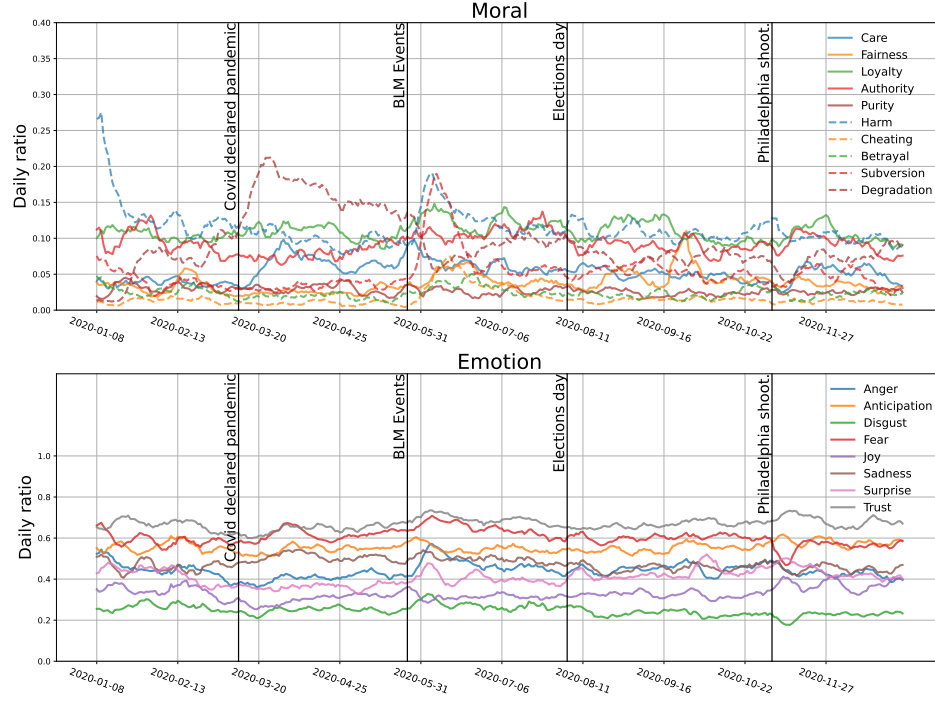 Moral
0.40
0.35
0.30
0.25
0.20
0.15
0.10
0.05
0.00
Daily ratio
Covid declared pandemic
BLM Events
Elections day
Philadelphia shoot.
Care
Fairness
Loyalty
Authority
Purity
Harm
Cheating
Betrayal
Subversion
Degradation
2020-01-08
2020-02-13
2020-03-20
2020-04-25
2020-05-31
2020-07-06
2020-08-11
2020-09-16
2020-10-22
2020-11-27
Emotion
1.0
0.8
0.6
0.4
0.2
0.0
Daily ratio
Covid declared pandemic
BLM Events
Elections day
Philadelphia shoot.
Anger
Anticipation
Disgust
Fear
Joy
Sadness
Surprise
Trust
2020-01-08
2020-02-13
2020-03-20
2020-04-25
2020-05-31
2020-07-06
2020-08-11
2020-09-16
2020-10-22
2020-11-27